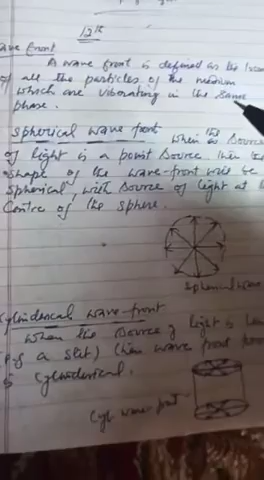 12th
ave front
A wave front is defined as the locus
of all the particles of the medium
which are vibrating in the same
phase.
Spherical wave front
when the source
of light is a point source then the
shape of the wave-front will be
spherical, with source of light at
Centre of the sphere.
Spherical wave
Cylinderical wave-front
when the source of light is
of a slit) then wave front
is Cylinderical.
Cyl wave-front